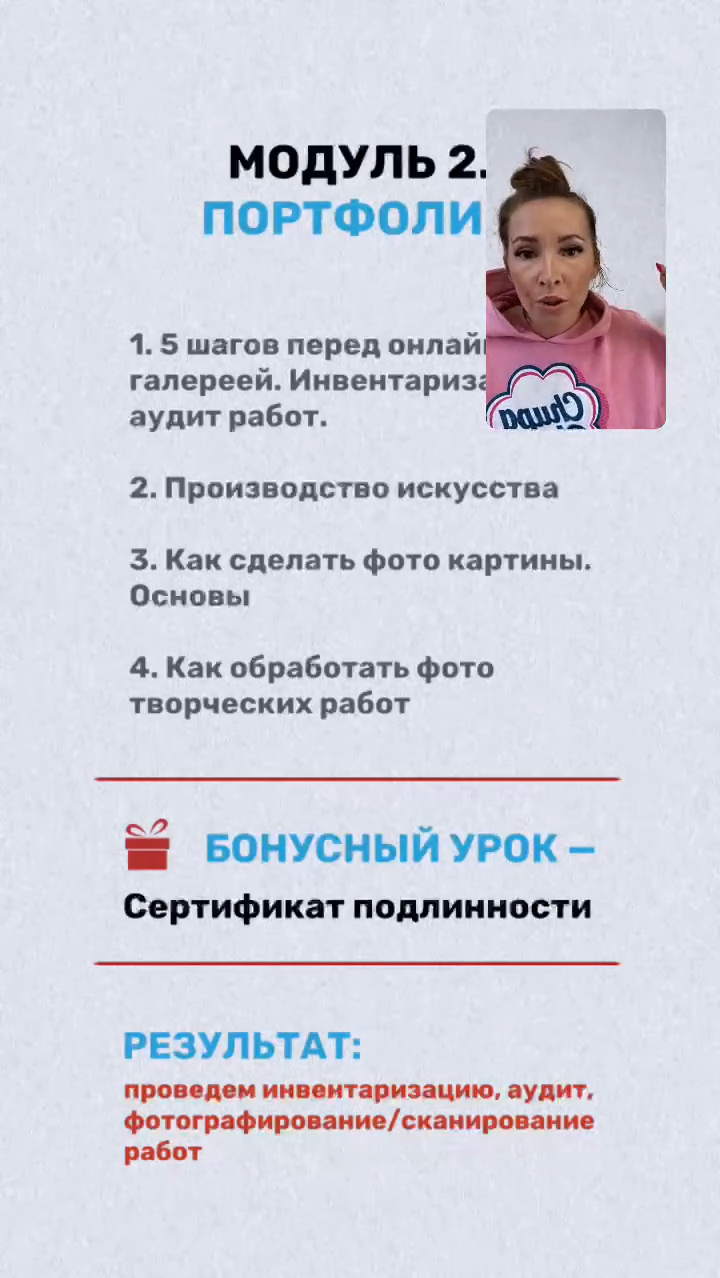 МОДУЛЬ 2.
ПОРТФОЛИ
1. 5 шагов перед онлай
галереей. Инвентариза
аудит работ.
2. Производство искусства
3. Как сделать фото картины.
Основы
4. Как обработать фото
творческих работ
БОНУСНЫЙ УРОК —
Сертификат подлинности
РЕЗУЛЬТАТ:
проведем инвентаризацию, аудит,
фотографирование/сканирование
работ
Chupa